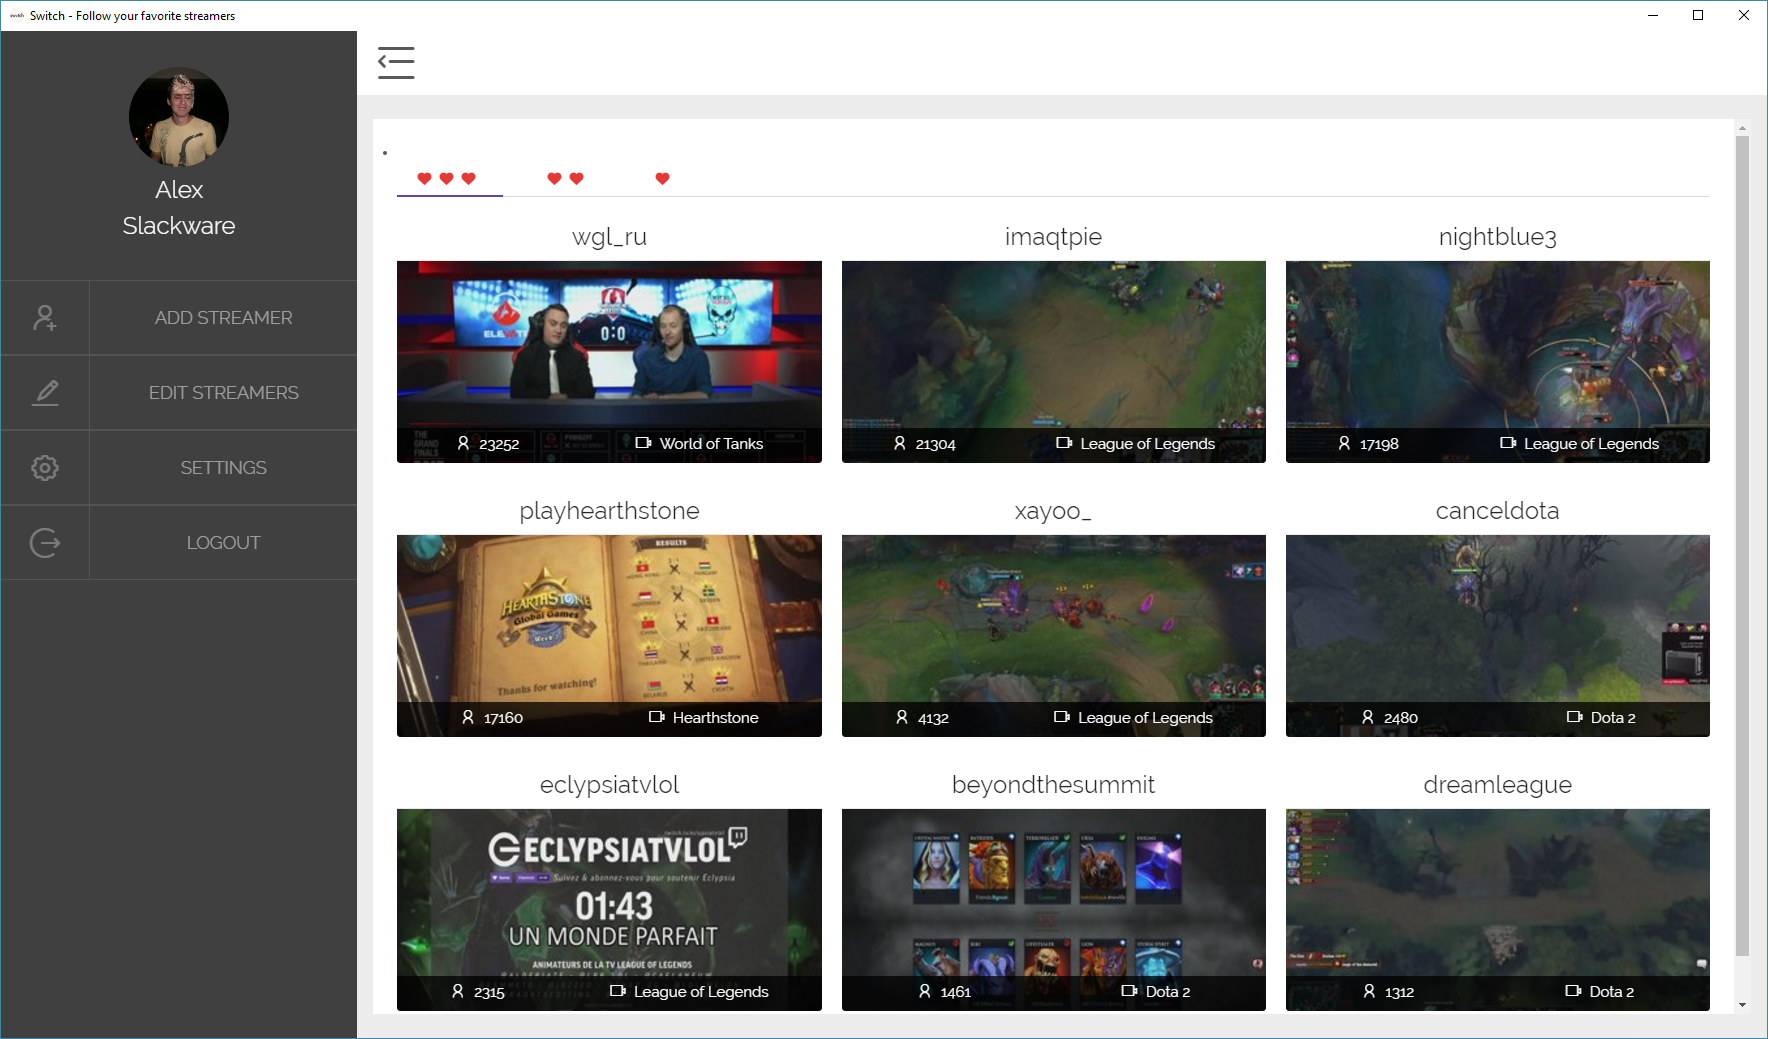 Switch - Follow your favorite streamers
Alex
Slackware
ADD STREAMER
EDIT STREAMERS
SETTINGS
LOGOUT
wgl_ru
imaqtpie
nightblue3
0:0
23252
World of Tanks
21304
League of Legends
17198
League of Legends
playhearthstone
xayoo_
canceldota
RESULTS
HEARTHSTONE
Global Games
Thanks for watching!
17160
Hearthstone
4132
League of Legends
2480
Dota 2
eclypsiatvlol
beyondthesummit
dreamleague
ECLYPSIATVLOL
Suivez & abonnez-vous pour soutenir Eclypsia
01:43
UN MONDE PARFAIT
ANIMATEURS DE LA TV LEAGUE OF LEGENDS
2315
League of Legends
1461
Dota 2
1312
Dota 2